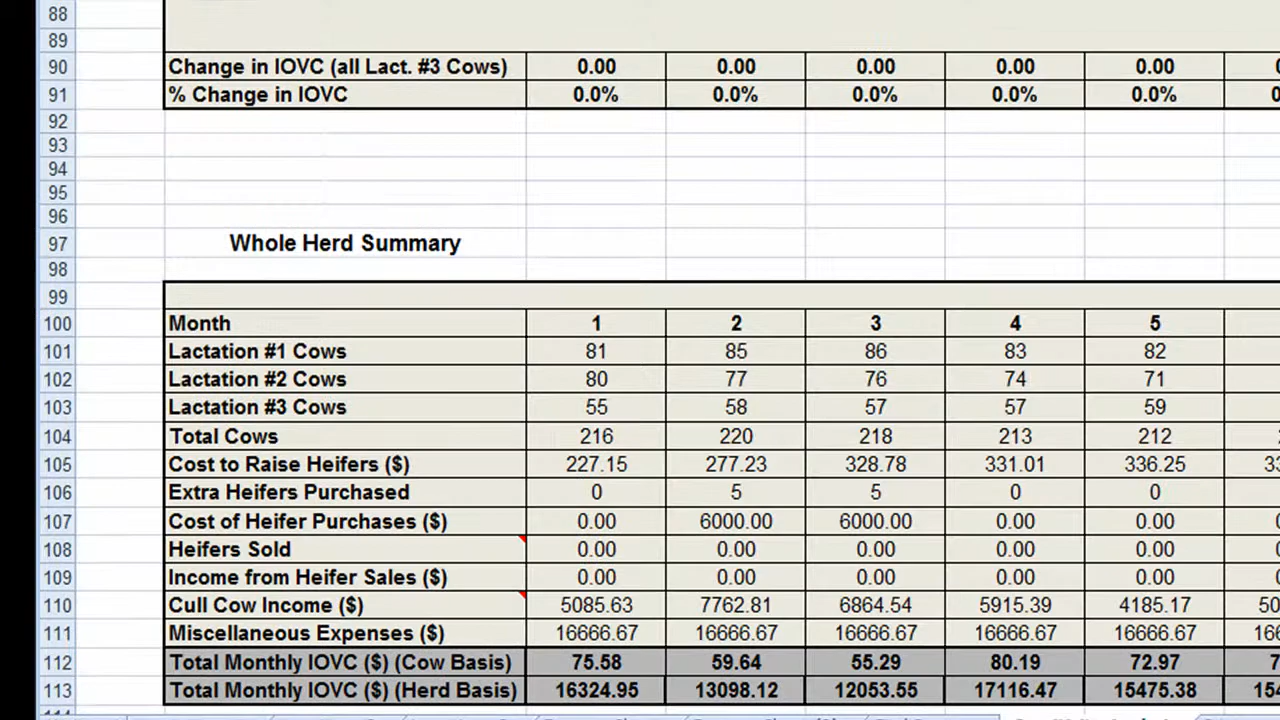 88
89
90 Change in IOVC (all Lact. #3 Cows) 0.00 0.00 0.00 0.00 0.00 0
91 % Change in IOVC 0.0% 0.0% 0.0% 0.0% 0.0% 0
92
93
94
95
96
97 Whole Herd Summary
98
99
100 Month 1 2 3 4 5
101 Lactation #1 Cows 81 85 86 83 82
102 Lactation #2 Cows 80 77 76 74 71
103 Lactation #3 Cows 55 58 57 57 59
104 Total Cows 216 220 218 213 212 2
105 Cost to Raise Heifers ($) 227.15 277.23 328.78 331.01 336.25 33
106 Extra Heifers Purchased 0 5 5 0 0
107 Cost of Heifer Purchases ($) 0.00 6000.00 6000.00 0.00 0.00 0
108 Heifers Sold 0.00 0.00 0.00 0.00 0.00 0
109 Income from Heifer Sales ($) 0.00 0.00 0.00 0.00 0.00 0
110 Cull Cow Income ($) 5085.63 7762.81 6864.54 5915.39 4185.17 50
111 Miscellaneous Expenses ($) 16666.67 16666.67 16666.67 16666.67 16666.67 166
112 Total Monthly IOVC ($) (Cow Basis) 75.58 59.64 55.29 80.19 72.97 7
113 Total Monthly IOVC ($) (Herd Basis) 16324.95 13098.12 12053.55 17116.47 15475.38 154